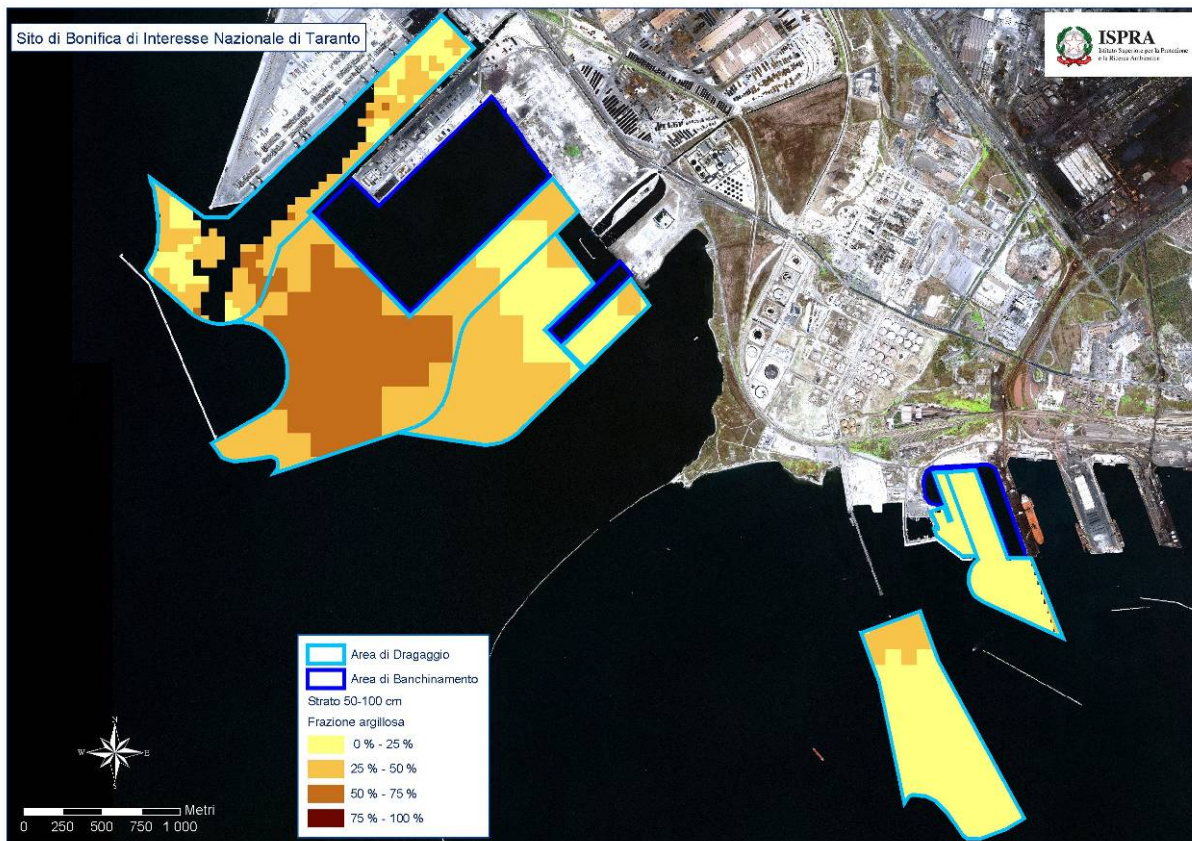 Sito di Bonifica di Interesse Nazionale di Taranto
ISPRA
Istituto Superiore per la Protezione
e la Ricerca Ambientale
Area di Dragaggio
Area di Banchinamento
Strato 50-100 cm
Frazione argillosa
0 % - 25 %
25 % - 50 %
50 % - 75 %
75 % - 100 %
N
W E
S
Metri
0 250 500 750 1 000